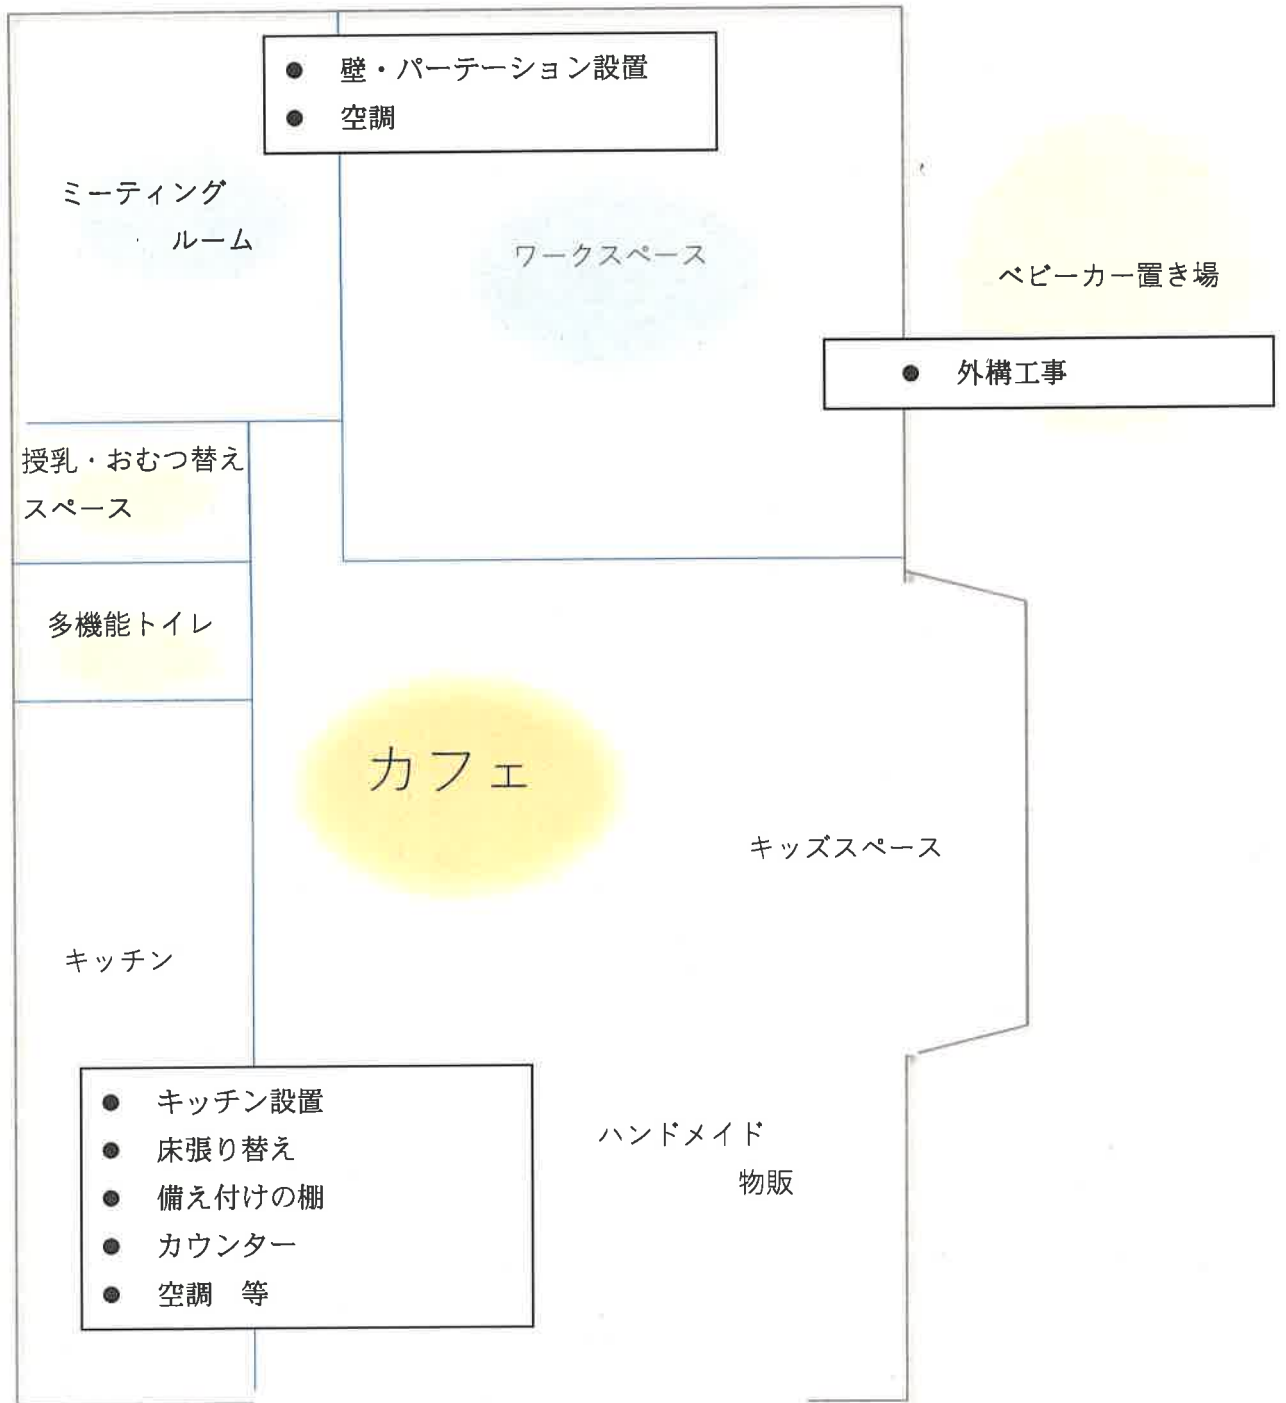 ● 壁・パーテーション設置
● 空調
ミーティング
ルーム
ワークスペース
ベビーカー置き場
● 外構工事
授乳・おむつ替え
スペース
多機能トイレ
カフェ
キッズスペース
キッチン
● キッチン設置
● 床張り替え
● 備え付けの棚
● カウンター
● 空調　等
ハンドメイド
物販